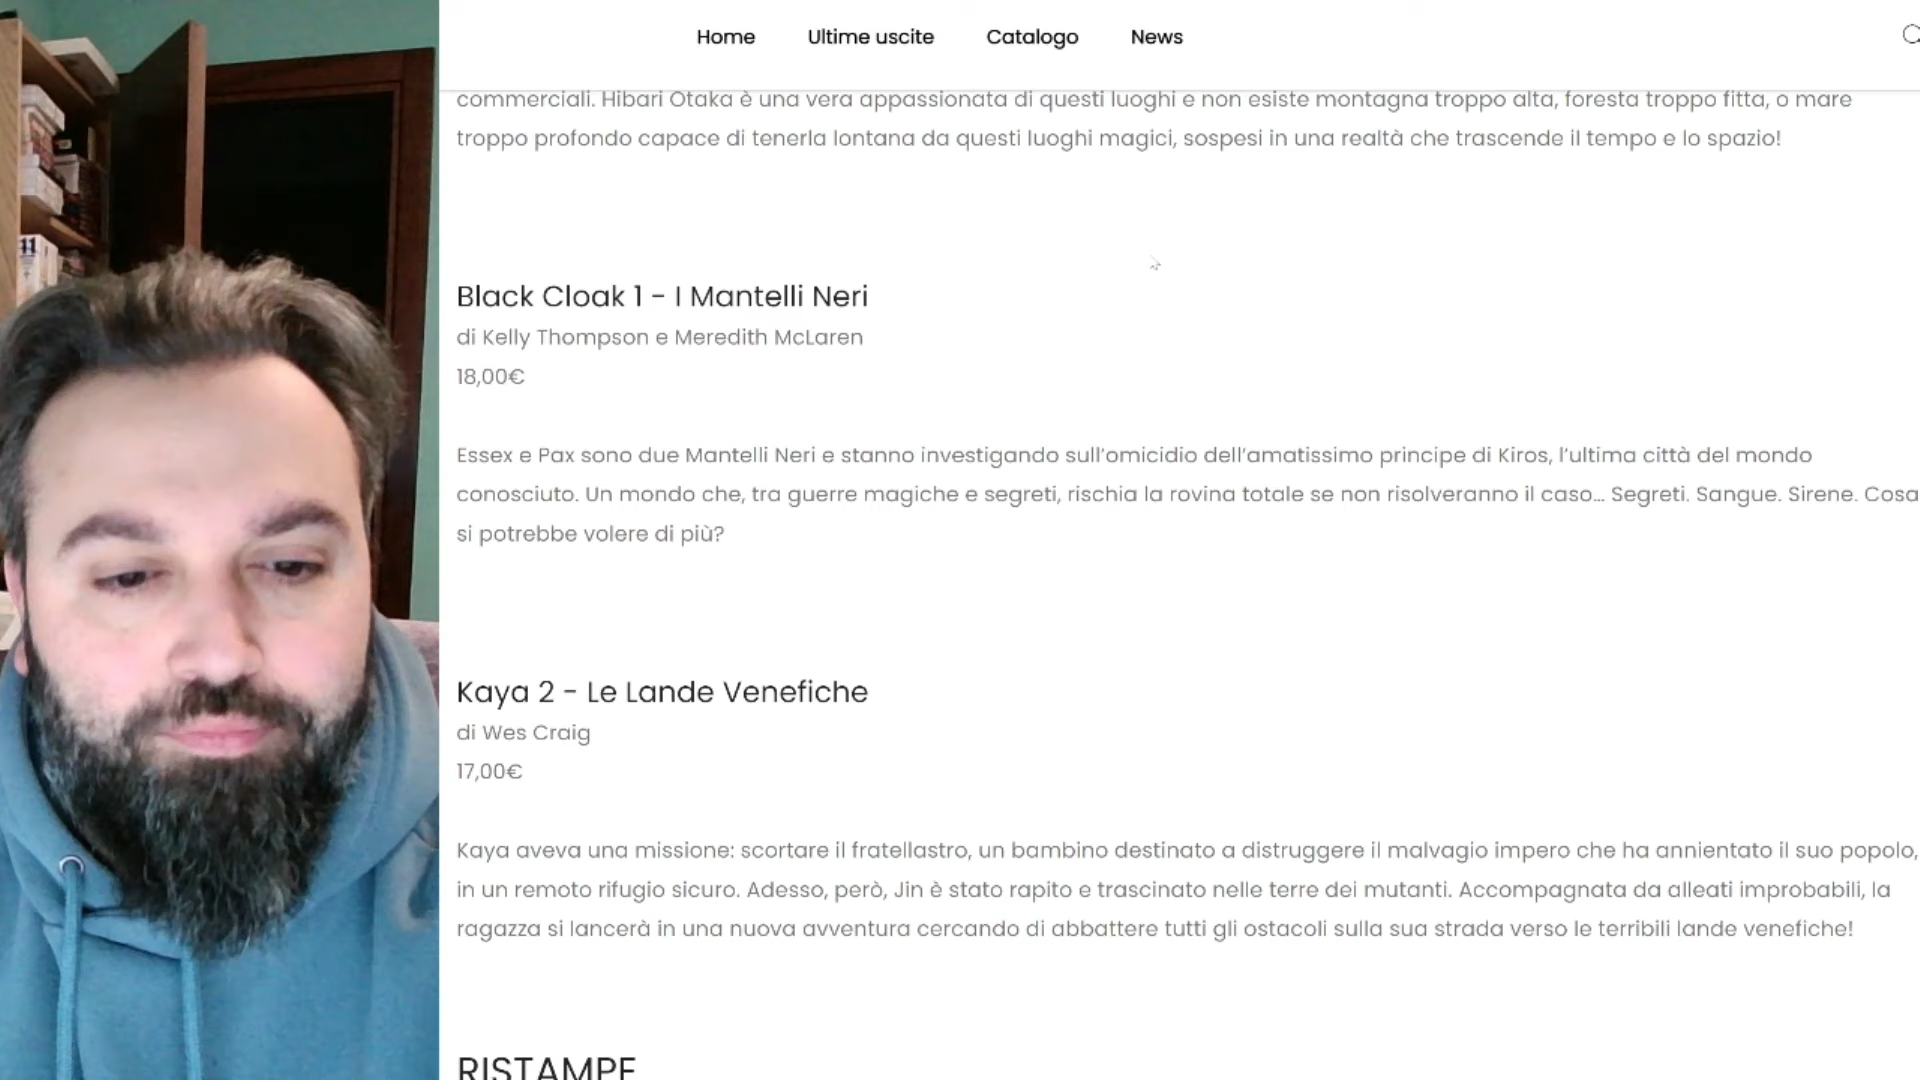 Home Ultime uscite Catalogo News
commerciali. Hibari Otaka è una vera appassionata di questi luoghi e non esiste montagna troppo alta, foresta troppo fitta, o mare
troppo profondo capace di tenerla lontana da questi luoghi magici, sospesi in una realtà che trascende il tempo e lo spazio!
Black Cloak 1 - I Mantelli Neri
di Kelly Thompson e Meredith McLaren
18,00€
Essex e Pax sono due Mantelli Neri e stanno investigando sull'omicidio dell'amatissimo principe di Kiros, l'ultima città del mondo
conosciuto. Un mondo che, tra guerre magiche e segreti, rischia la rovina totale se non risolveranno il caso… Segreti. Sangue. Sirene. Cosa
si potrebbe volere di più?
Kaya 2 - Le Lande Venefiche
di Wes Craig
17,00€
Kaya aveva una missione: scortare il fratellastro, un bambino destinato a distruggere il malvagio impero che ha annientato il suo popolo,
in un remoto rifugio sicuro. Adesso, però, Jin è stato rapito e trascinato nelle terre dei mutanti. Accompagnata da alleati improbabili, la
ragazza si lancerà in una nuova avventura cercando di abbattere tutti gli ostacoli sulla sua strada verso le terribili lande venefiche!
RISTAMPE
11